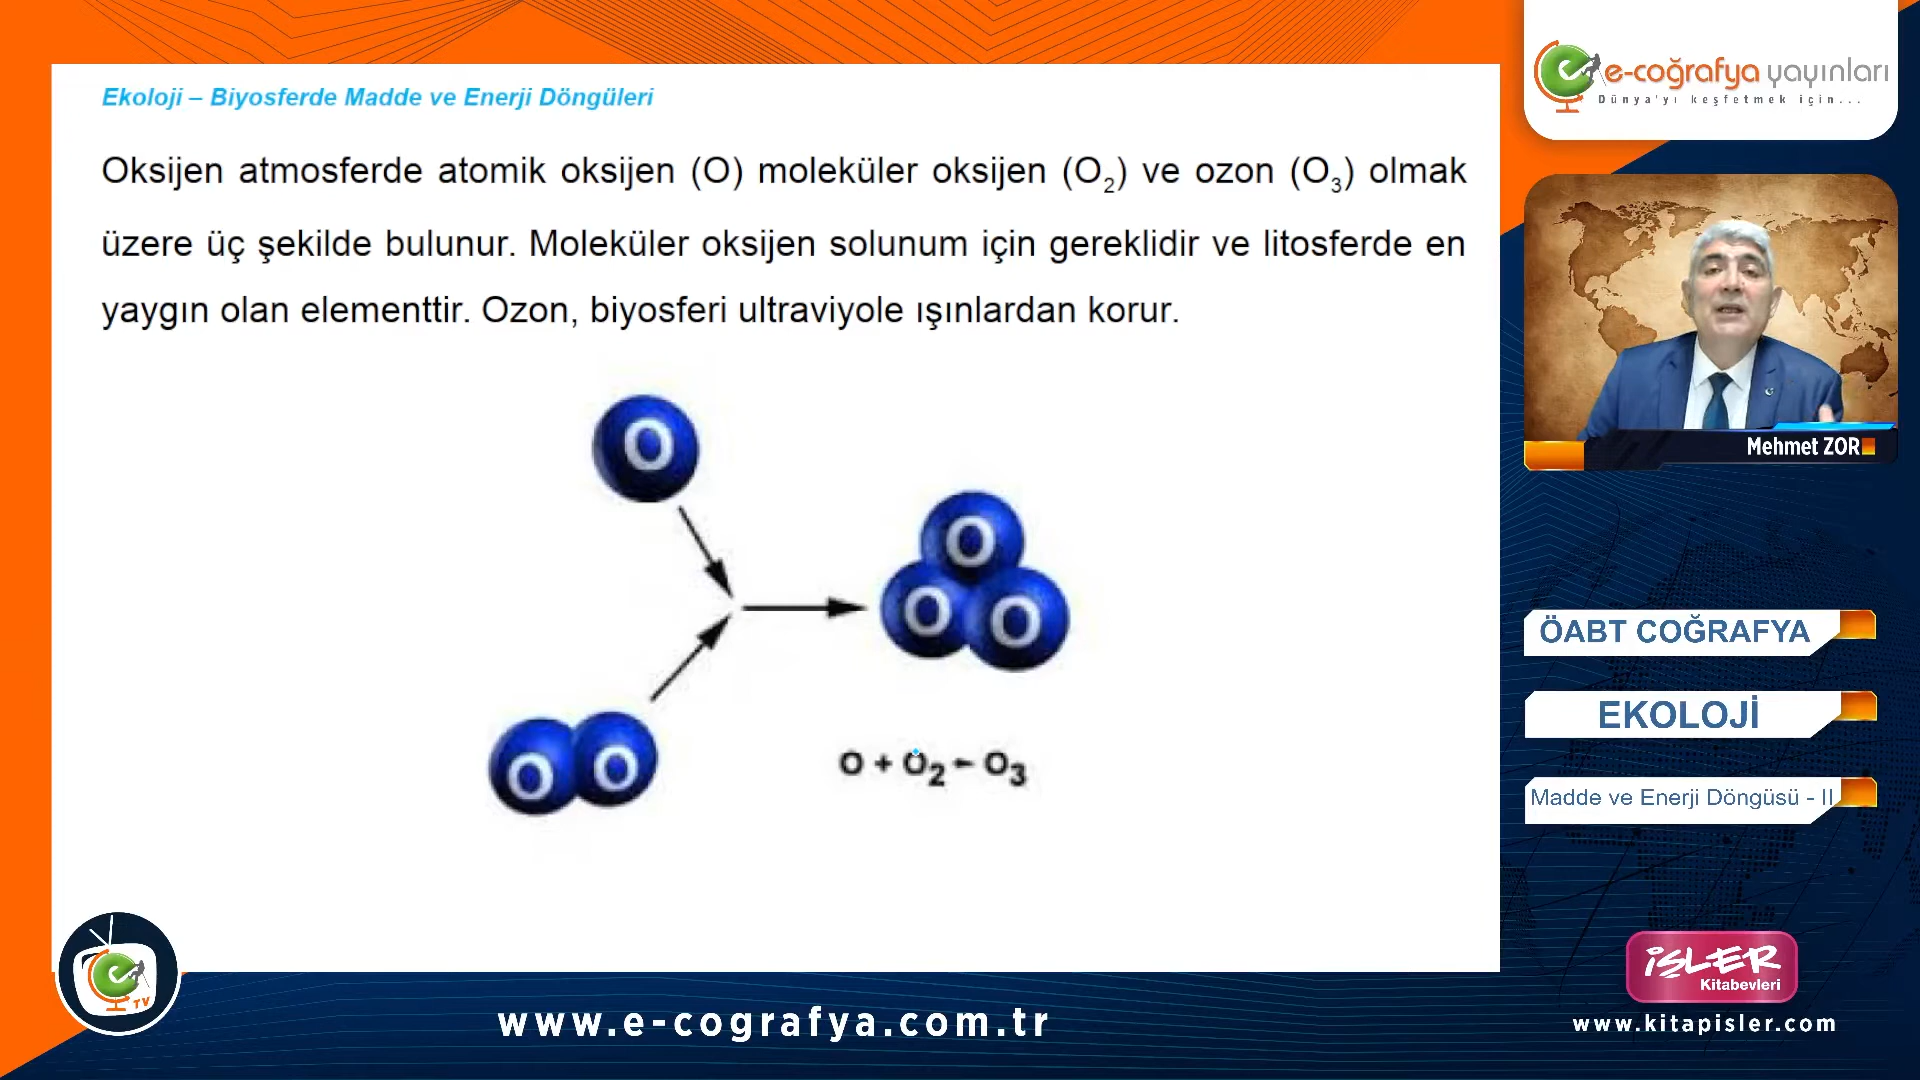 Ekoloji – Biyosferde Madde ve Enerji Döngüleri
Oksijen atmosferde atomik oksijen (O) moleküler oksijen (O₂) ve ozon (O₃) olmak
üzere üç şekilde bulunur. Moleküler oksijen solunum için gereklidir ve litosferde en
yaygın olan elementtir. Ozon, biyosferi ultraviyole ışınlardan korur.
O
O
O
O
O
O
O + O₂ - O₃
e-coğrafya yayınları
Dünya'yı keşfetmek için...
Mehmet ZOR
ÖABT COĞRAFYA
EKOLOJİ
Madde ve Enerji Döngüsü - II
İŞLER
Kitabevleri
www.kitapisler.com
e
TV
www.e-cografya.com.tr